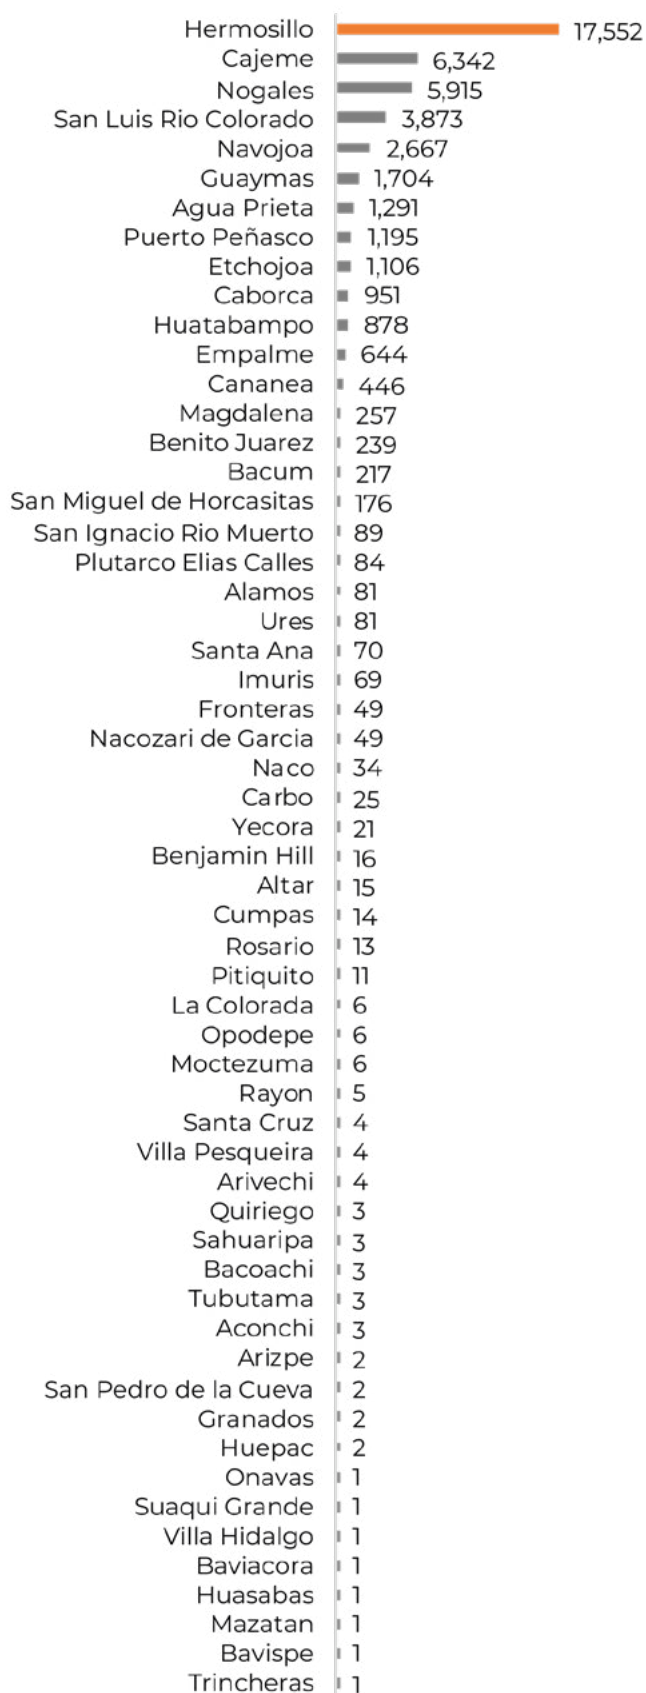 Hermosillo 17,552
Cajeme 6,342
Nogales 5,915
San Luis Rio Colorado 3,873
Navojoa 2,667
Guaymas 1,704
Agua Prieta 1,291
Puerto Peñasco 1,195
Etchojoa 1,106
Caborca 951
Huatabampo 878
Empalme 644
Cananea 446
Magdalena 257
Benito Juarez 239
Bacum 217
San Miguel de Horcasitas 176
San Ignacio Rio Muerto 89
Plutarco Elias Calles 84
Alamos 81
Ures 81
Santa Ana 70
Imuris 69
Fronteras 49
Nacozari de Garcia 49
Naco 34
Carbo 25
Yecora 21
Benjamin Hill 16
Altar 15
Cumpas 14
Rosario 13
Pitiquito 11
La Colorada 6
Opodepe 6
Moctezuma 6
Rayon 5
Santa Cruz 4
Villa Pesqueira 4
Arivechi 4
Quiriego 3
Sahuaripa 3
Bacoachi 3
Tubutama 3
Aconchi 3
Arizpe 2
San Pedro de la Cueva 2
Granados 2
Huepac 2
Onavas 1
Suaqui Grande 1
Villa Hidalgo 1
Baviacora 1
Huasabas 1
Mazatan 1
Bavispe 1
Trincheras 1